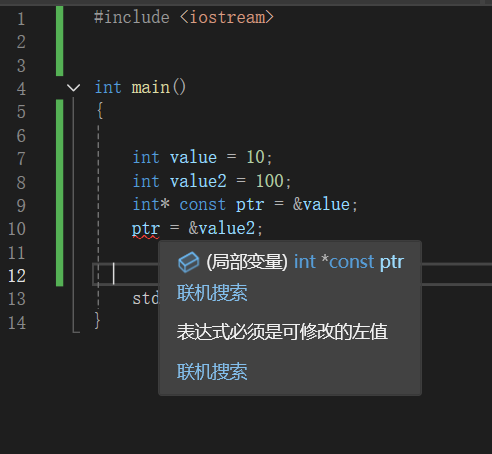 1 #include <iostream>
2
3
4 int main()
5 {
6
7 int value = 10;
8 int value2 = 100;
9 int* const ptr = &value;
10 ptr = &value2;
11
12
13 std
14 }
(局部变量) int *const ptr
联机搜索
表达式必须是可修改的左值
联机搜索